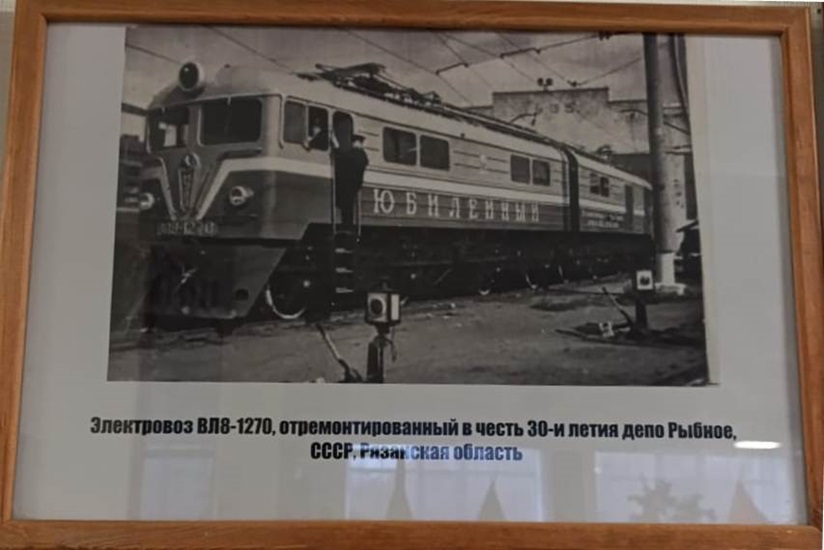 ЮБИЛЕЙНЫЙ
Электровоз ВЛ8-1270, отремонтированный в честь 30-и летия депо Рыбное,
СССР, Рязанская область